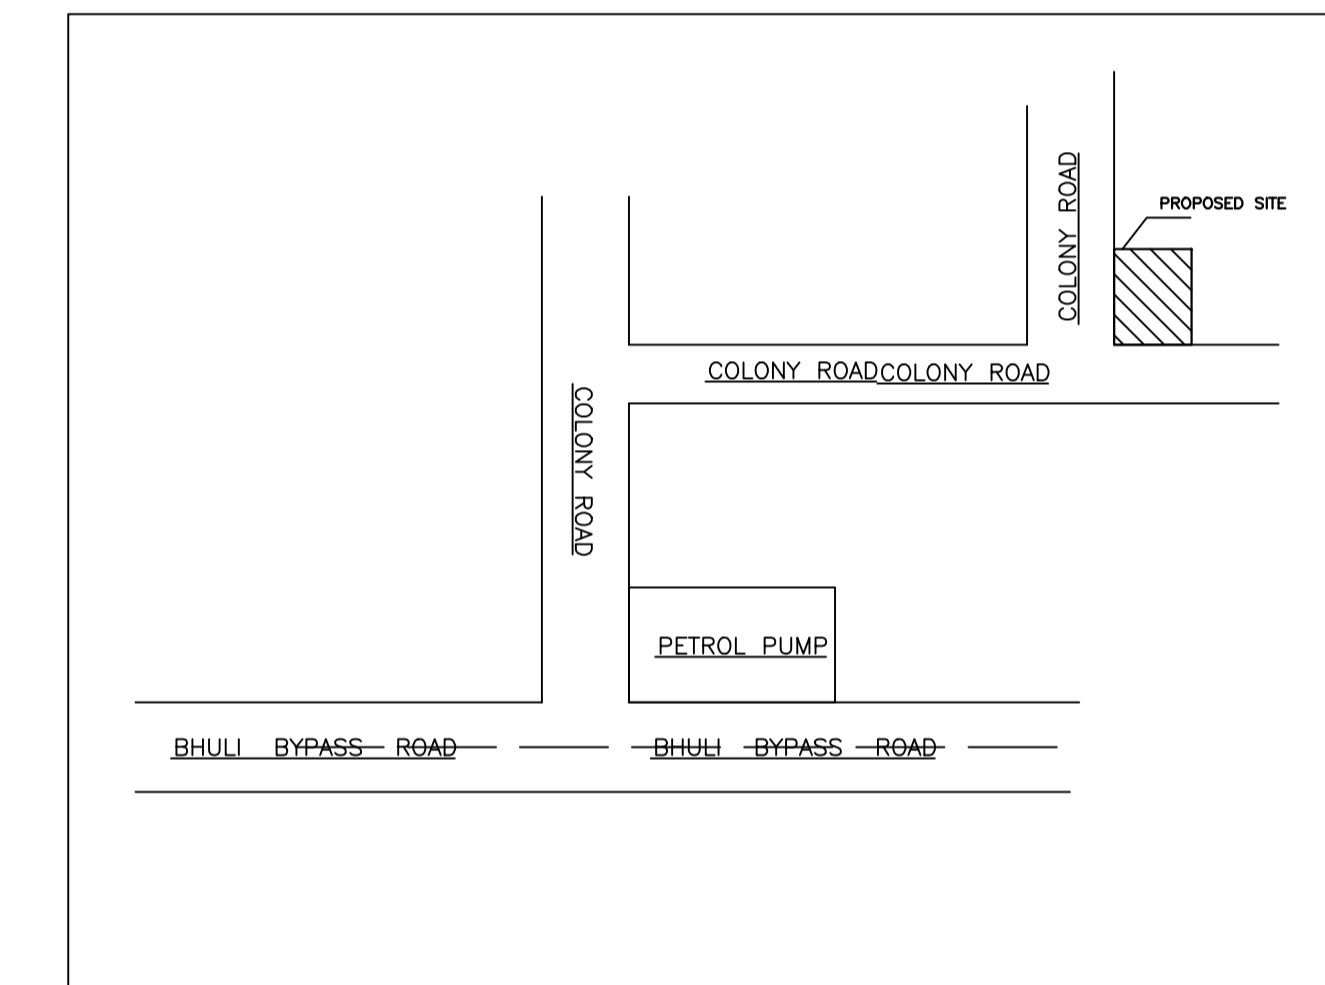 COLONY ROAD
PROPOSED SITE
COLONY ROAD COLONY ROAD
COLONY ROAD
PETROL PUMP
BHULI BYPASS ROAD BHULI BYPASS ROAD